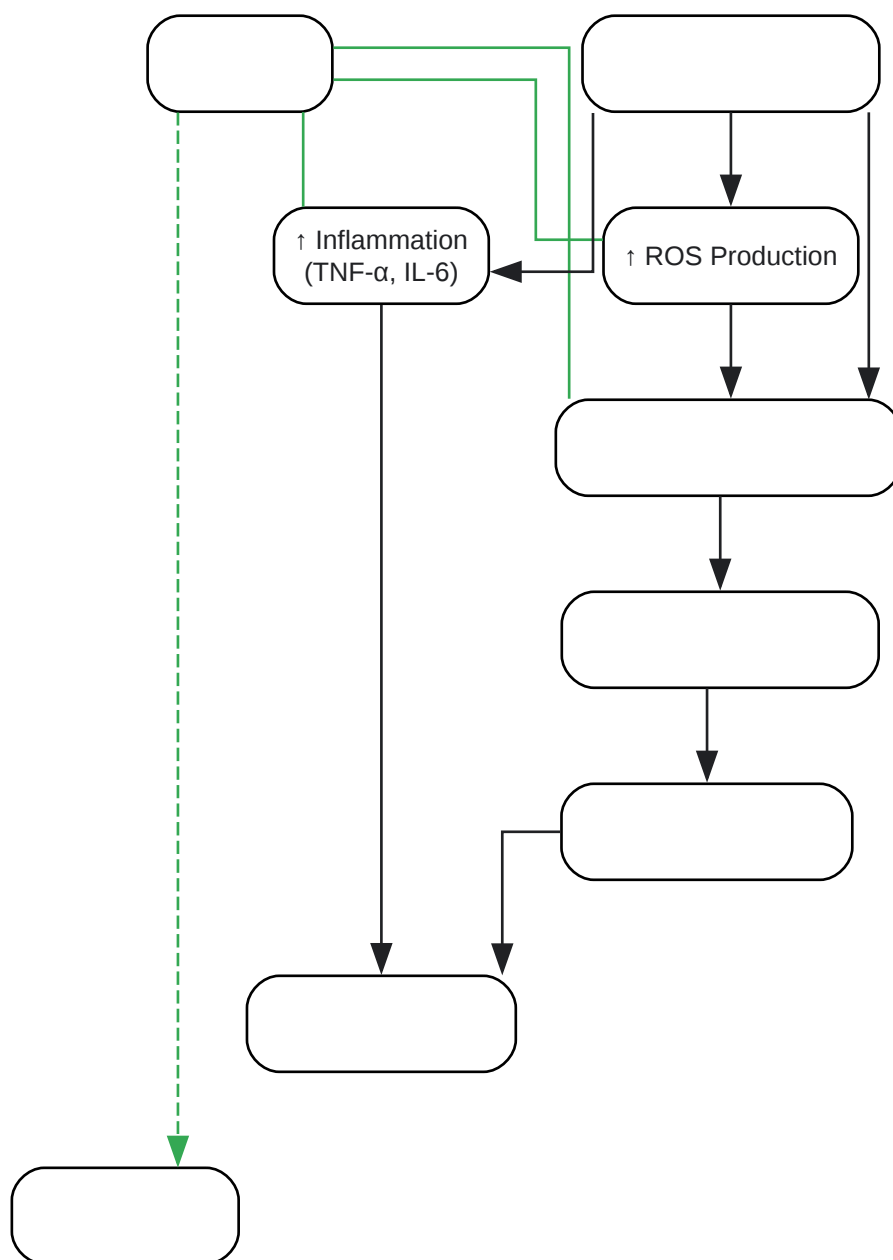 ↑ Inflammation
(TNF-α, IL-6)
↑ ROS Production